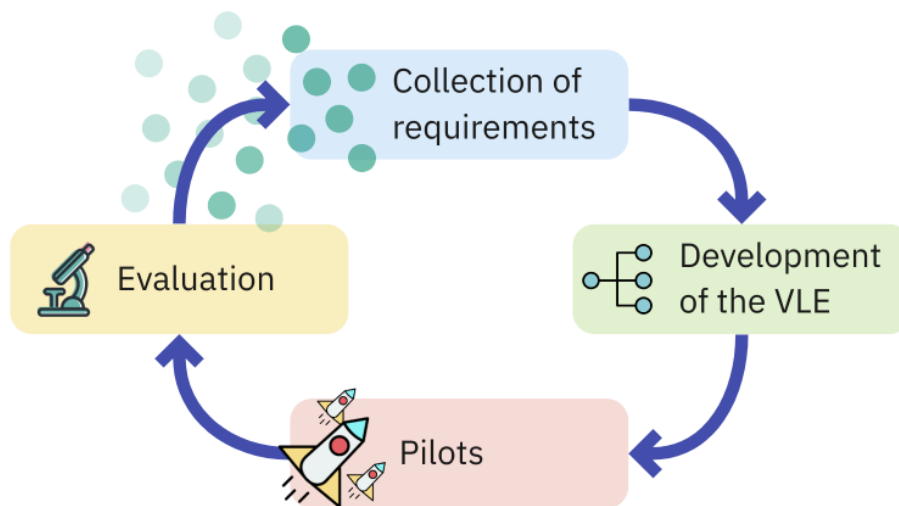 Collection of
requirements
Evaluation
Development
of the VLE
Pilots